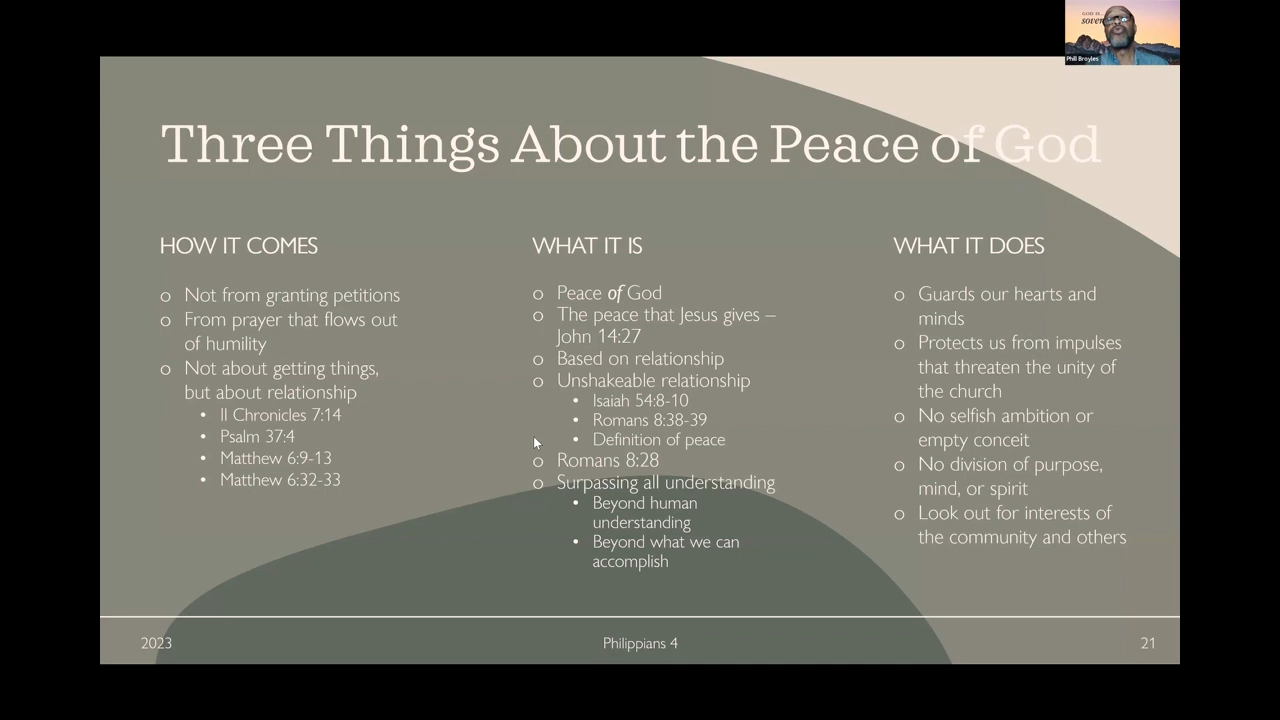 GOD IS...
Phill Broyles
Three Things About the Peace of God
HOW IT COMES
o Not from granting petitions
o From prayer that flows out
of humility
o Not about getting things,
but about relationship
• II Chronicles 7:14
• Psalm 37:4
• Matthew 6:9-13
• Matthew 6:32-33
WHAT IT IS
o Peace of God
o The peace that Jesus gives –
John 14:27
o Based on relationship
o Unshakeable relationship
• Isaiah 54:8-10
• Romans 8:38-39
• Definition of peace
o Romans 8:28
o Surpassing all understanding
• Beyond human
understanding
• Beyond what we can
accomplish
WHAT IT DOES
o Guards our hearts and
minds
o Protects us from impulses
that threaten the unity of
the church
o No selfish ambition or
empty conceit
o No division of purpose,
mind, or spirit
o Look out for interests of
the community and others
2023
Philippians 4
21